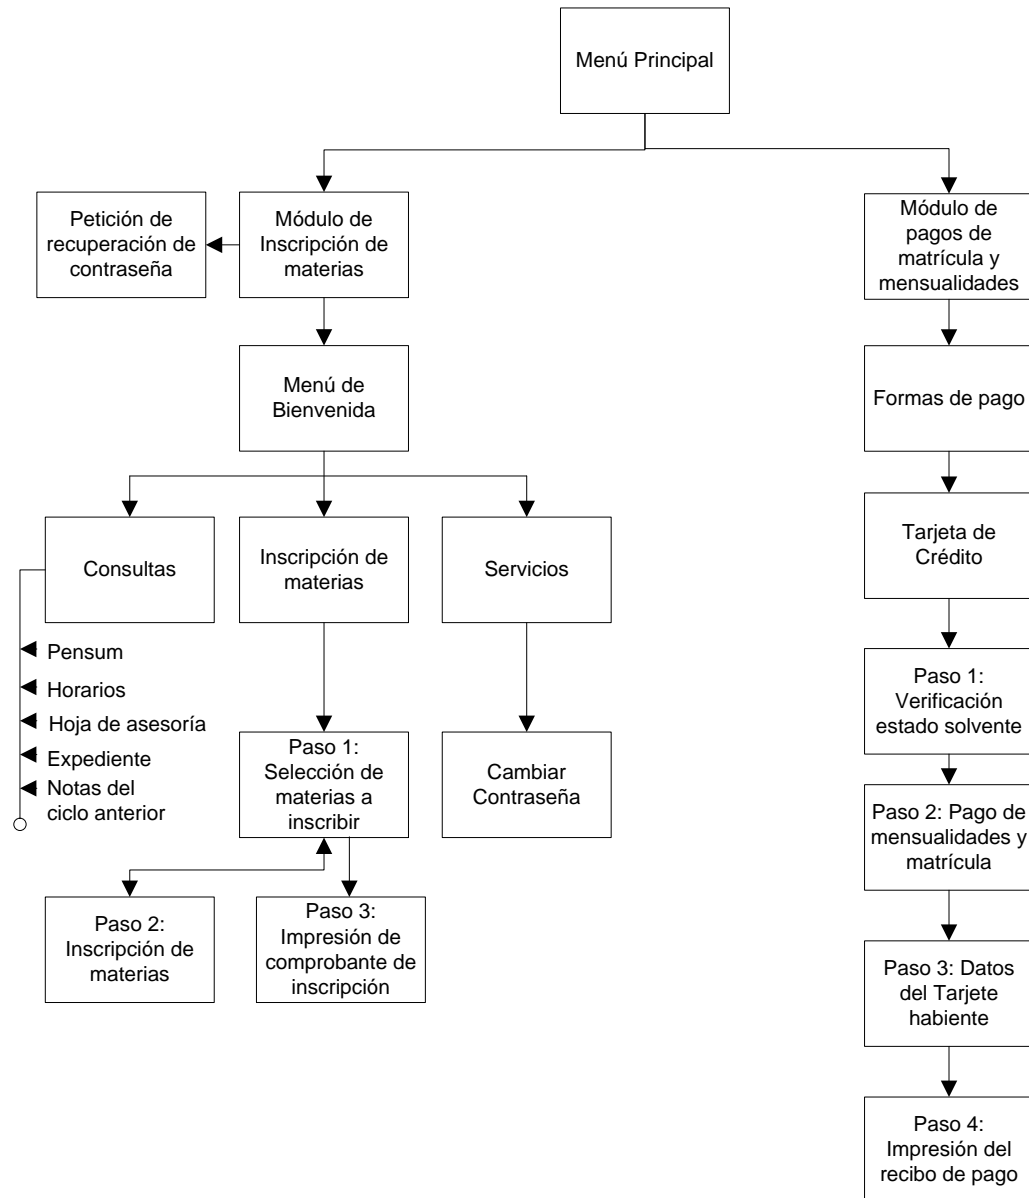 Menú Principal
Petición de
recuperación de
contraseña
Módulo de
Inscripción de
materias
Módulo de
pagos de
matrícula y
mensualidades
Menú de
Bienvenida
Formas de pago
Consultas
Inscripción de
materias
Servicios
Tarjeta de
Crédito
Pensum
Horarios
Hoja de asesoría
Expediente
Notas del
ciclo anterior
Paso 1:
Selección de
materias a
inscribir
Cambiar
Contraseña
Paso 1:
Verificación
estado solvente
Paso 2: Pago de
mensualidades y
matrícula
Paso 2:
Inscripción de
materias
Paso 3:
Impresión de
comprobante de
inscripción
Paso 3: Datos
del Tarjete
habiente
Paso 4:
Impresión del
recibo de pago